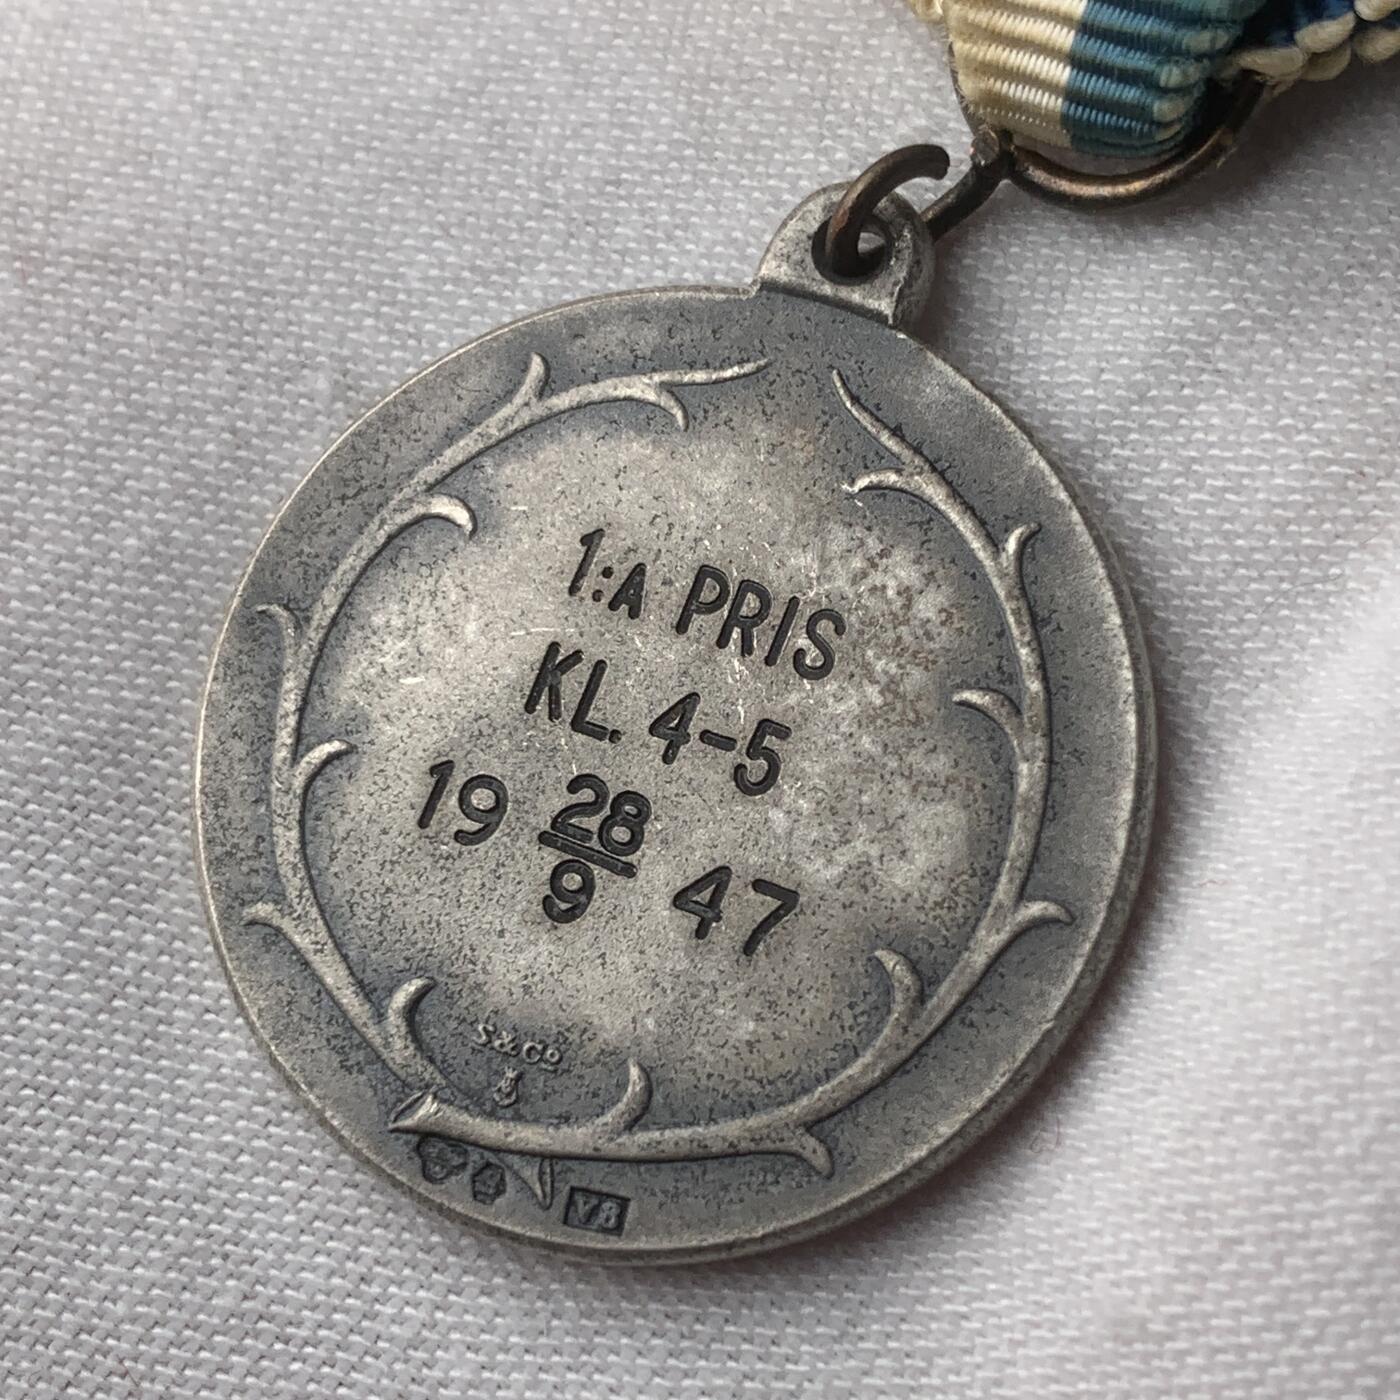 1:A PRIS
KL. 4-5
19 28/9 47
S&Co
V8